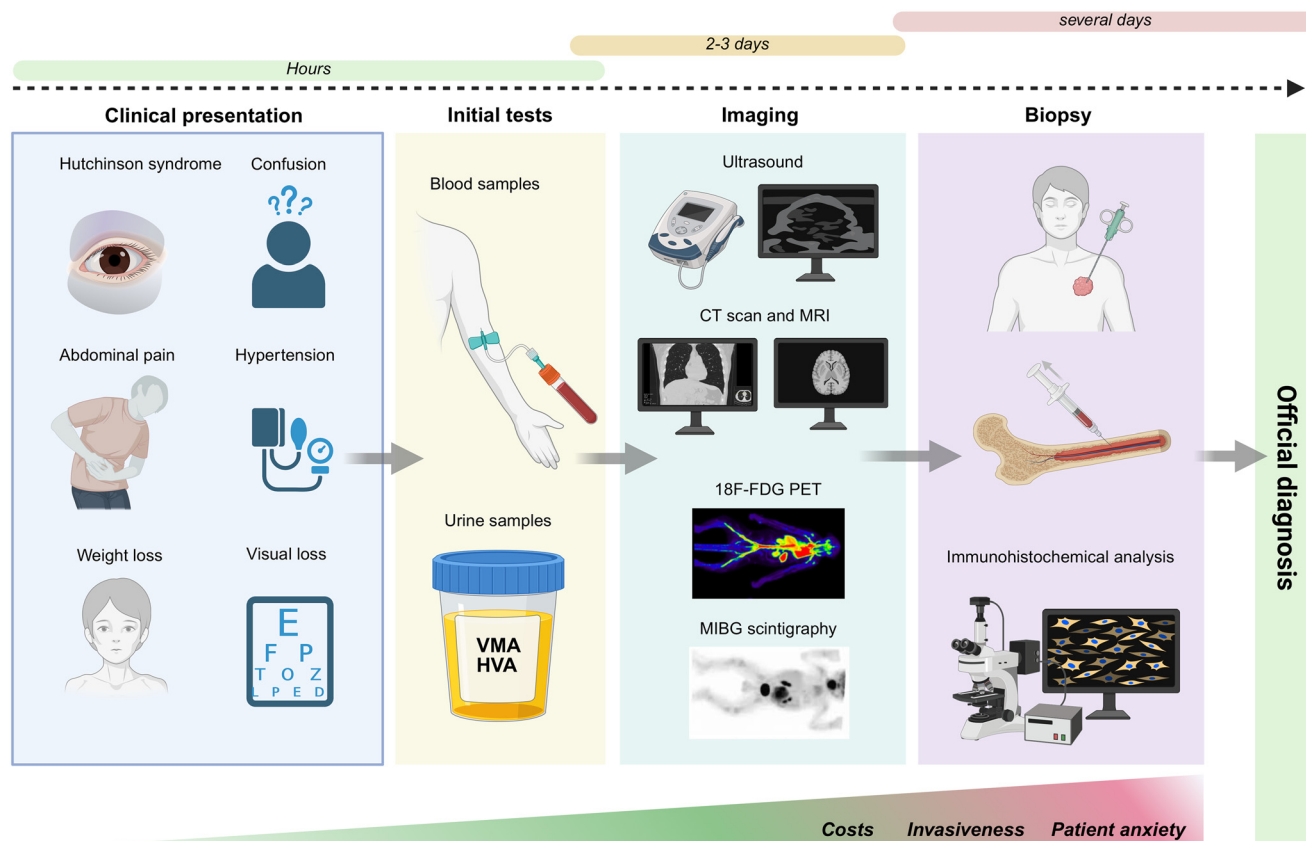 several days
2-3 days
Hours
Clinical presentation
Initial tests
Imaging
Biopsy
Hutchinson syndrome
Confusion
???
Abdominal pain
Hypertension
Weight loss
Visual loss
E
F P
T O Z
L P E D
Blood samples
Urine samples
VMA
HVA
Ultrasound
CT scan and MRI
18F-FDG PET
MIBG scintigraphy
Immunohistochemical analysis
Official diagnosis
Costs Invasiveness Patient anxiety